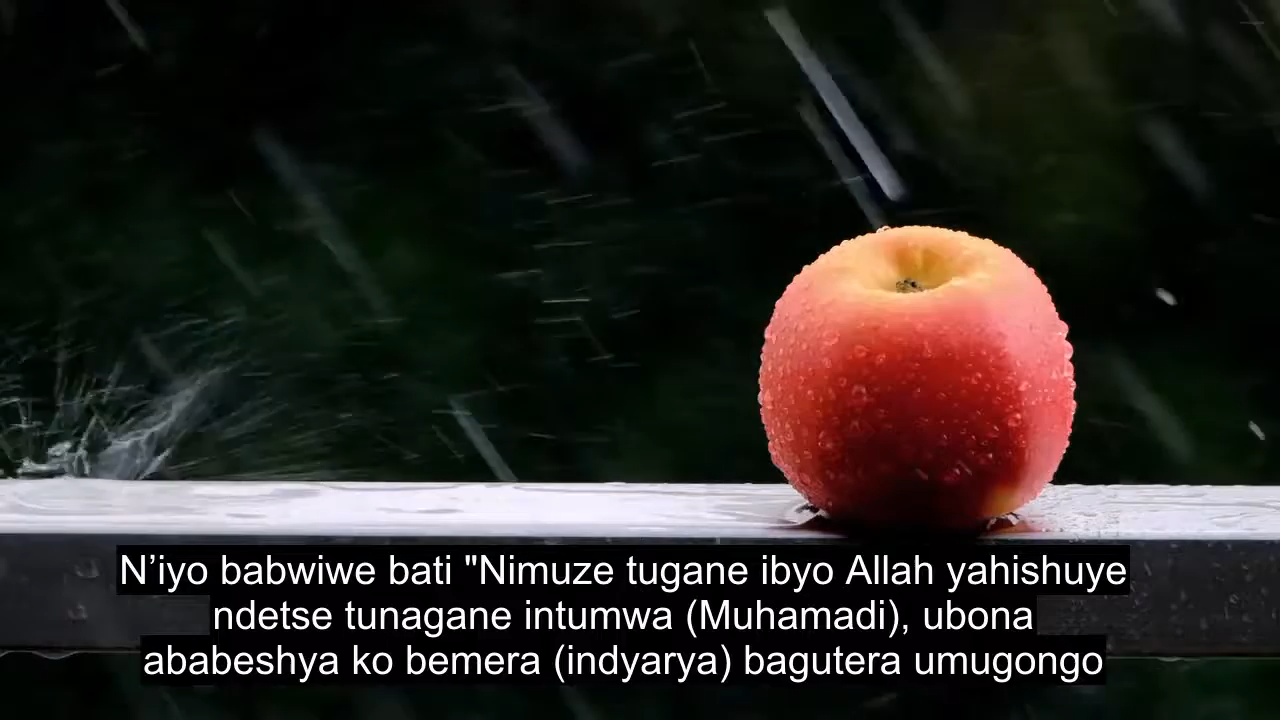 N’iyo babwiwe bati "Nimuze tugane ibyo Allah yahishuye
ndetse tunagane intumwa (Muhamadi), ubona
ababeshya ko bemera (indyarya) bagutera umugongo